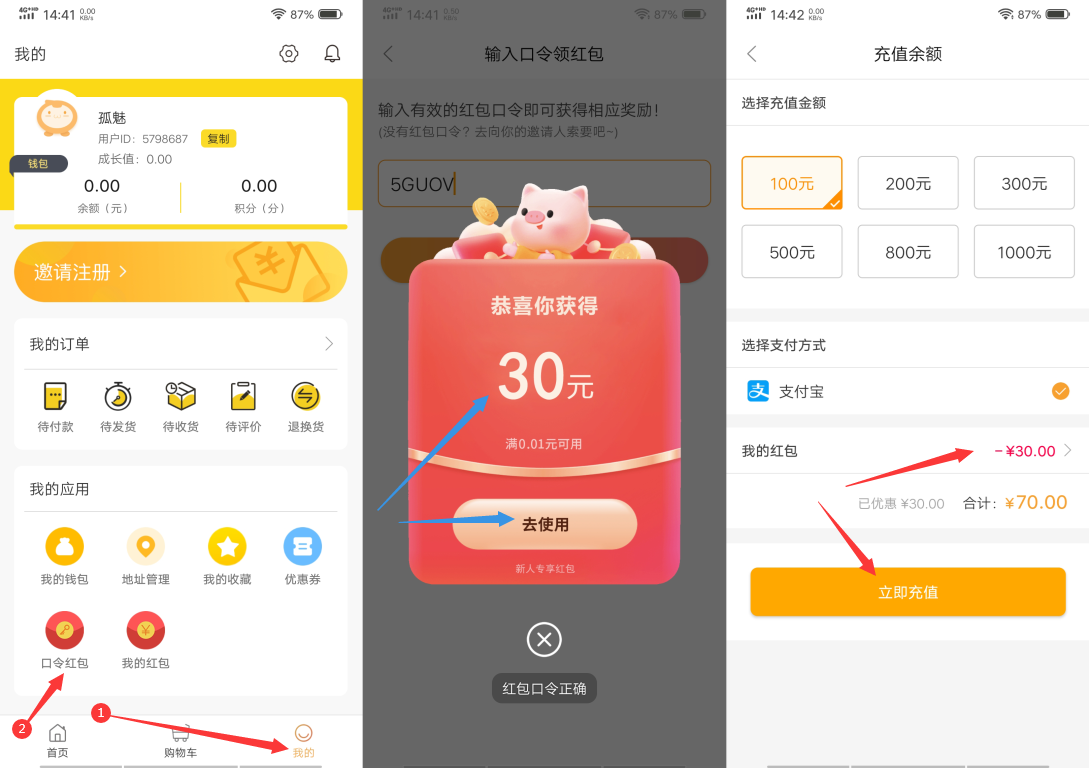 4G+HD 14:41 0.00 KB/s 87%
我的
孤魅
用户ID: 5798687 复制
成长值: 0.00
钱包
0.00 0.00
余额（元） 积分（分）
邀请注册
我的订单
待付款 待发货 待收货 待评价 退换货
我的应用
我的钱包 地址管理 我的收藏 优惠券
口令红包 我的红包
2 1
首页 购物车 我的
4G+HD 14:41 0.50 KB/s 87%
输入口令领红包
输入有效的红包口令即可获得相应奖励!
(没有红包口令? 去向你的邀请人索要吧~)
5GUOV
恭喜你获得
30元
满0.01元可用
去使用
新人专享红包
红包口令正确
4G+HD 14:42 0.00 KB/s 87%
充值余额
选择充值金额
100元 200元 300元
500元 800元 1000元
选择支付方式
支 支付宝
我的红包 -¥30.00
已优惠 ¥30.00 合计: ¥70.00
立即充值